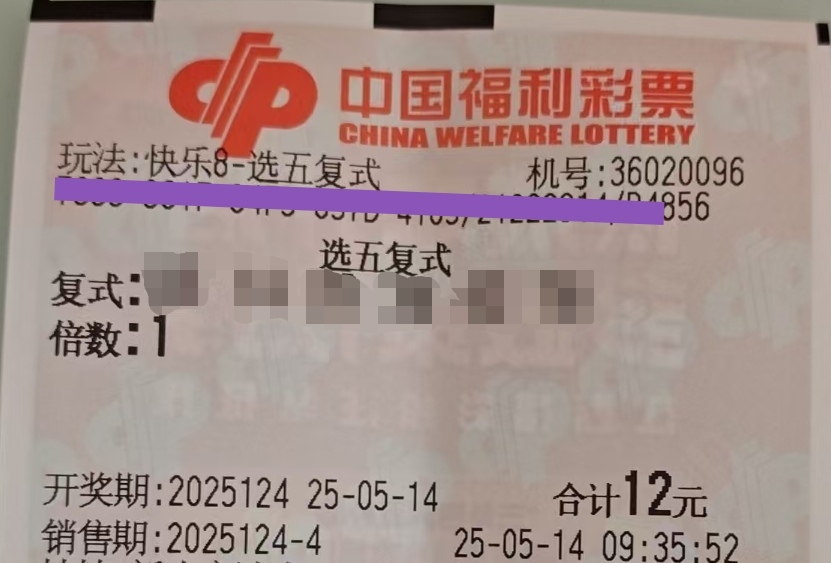 中国福利彩票
CHINA WELFARE LOTTERY
玩法:快乐8-选五复式 机号:36020096
856
选五复式
复式:
倍数:1
开奖期:2025124 25-05-14 合计12元
销售期:2025124-4 25-05-14 09:35:52